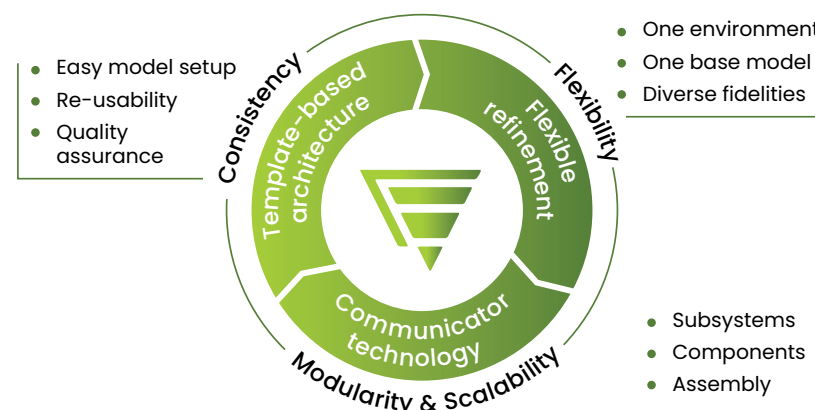 Easy model setup
Re-usability
Quality
assurance
Consistency
Template-based
architecture
One environment
One base model
Diverse fidelities
Flexibility
Flexible
refinement
Communicator
technology
Modularity & Scalability
Subsystems
Components
Assembly